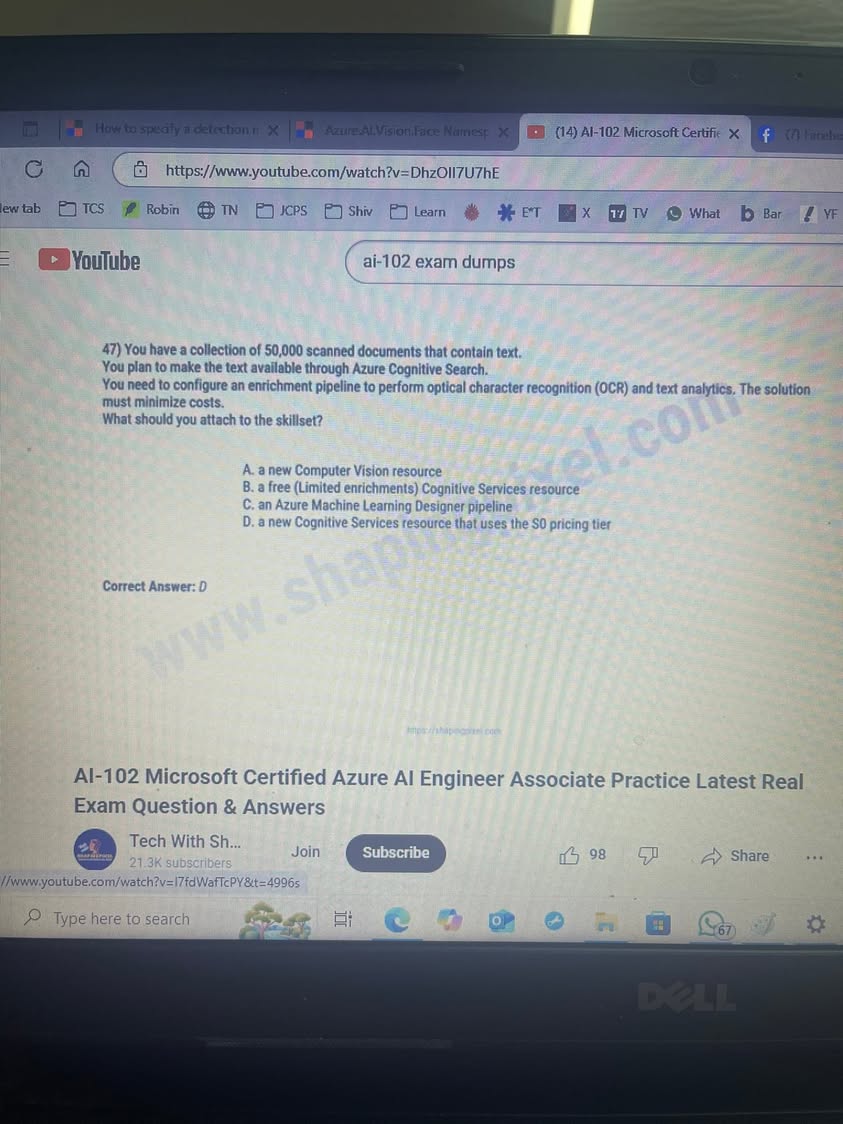 How to specify a detection m
Azure.AI.Vision.Face Namesp
(14) AI-102 Microsoft Certifie
https://www.youtube.com/watch?v=DhzOII7U7hE
lew tab
TCS
Robin
TN
JCPS
Shiv
Learn
E*T
X
17 TV
What
b Bar
YF
YouTube
ai-102 exam dumps
47) You have a collection of 50,000 scanned documents that contain text.
You plan to make the text available through Azure Cognitive Search.
You need to configure an enrichment pipeline to perform optical character recognition (OCR) and text analytics. The solution
must minimize costs.
What should you attach to the skillset?
A. a new Computer Vision resource
B. a free (Limited enrichments) Cognitive Services resource
C. an Azure Machine Learning Designer pipeline
D. a new Cognitive Services resource that uses the S0 pricing tier
Correct Answer: D
www.shapingpixel.com
https://shapingpixel.com
AI-102 Microsoft Certified Azure AI Engineer Associate Practice Latest Real
Exam Question & Answers
Tech With Sh...
21.3K subscribers
Join
Subscribe
98
Share
//www.youtube.com/watch?v=I7fdWafTcPY&t=4996s
Type here to search
67
DELL